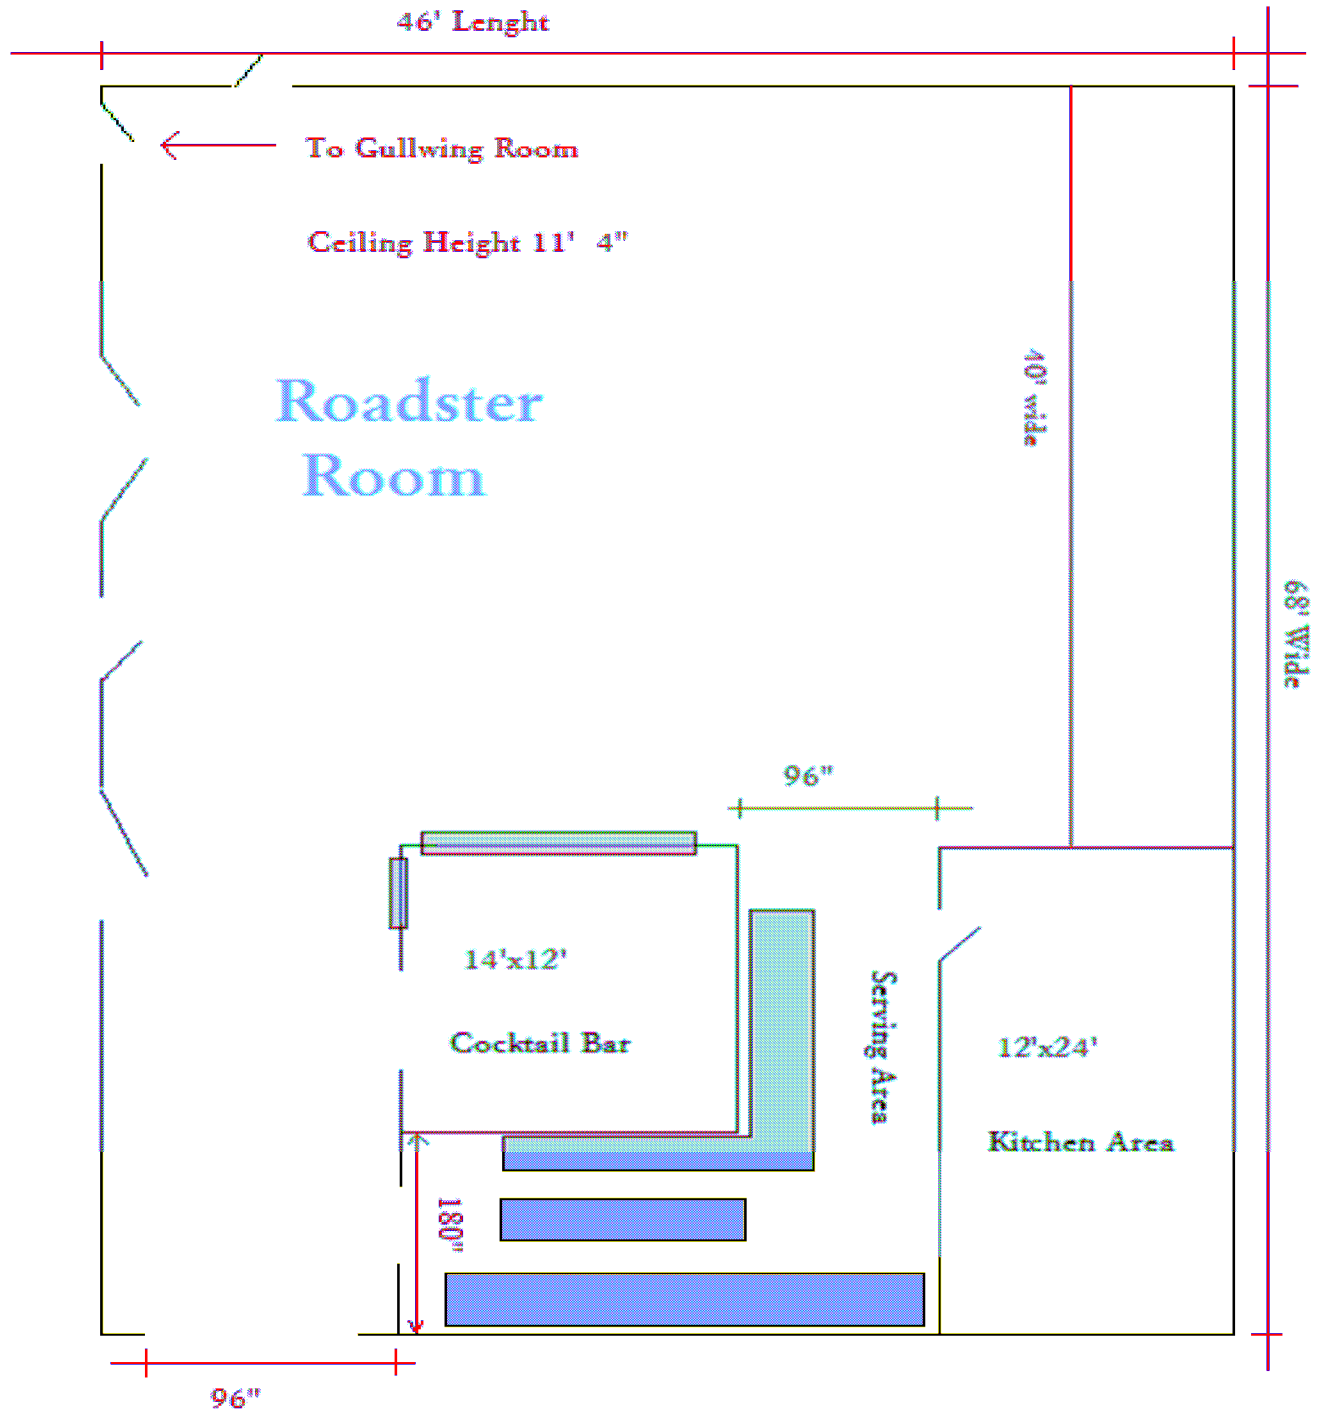 46' Lenght
To Gullwing Room
Ceiling Height 11' 4"
40' wide
Roadster
Room
68' Wide
96"
14'x12'
Cocktail Bar
Serving Area
12'x24'
Kitchen Area
180"
96"